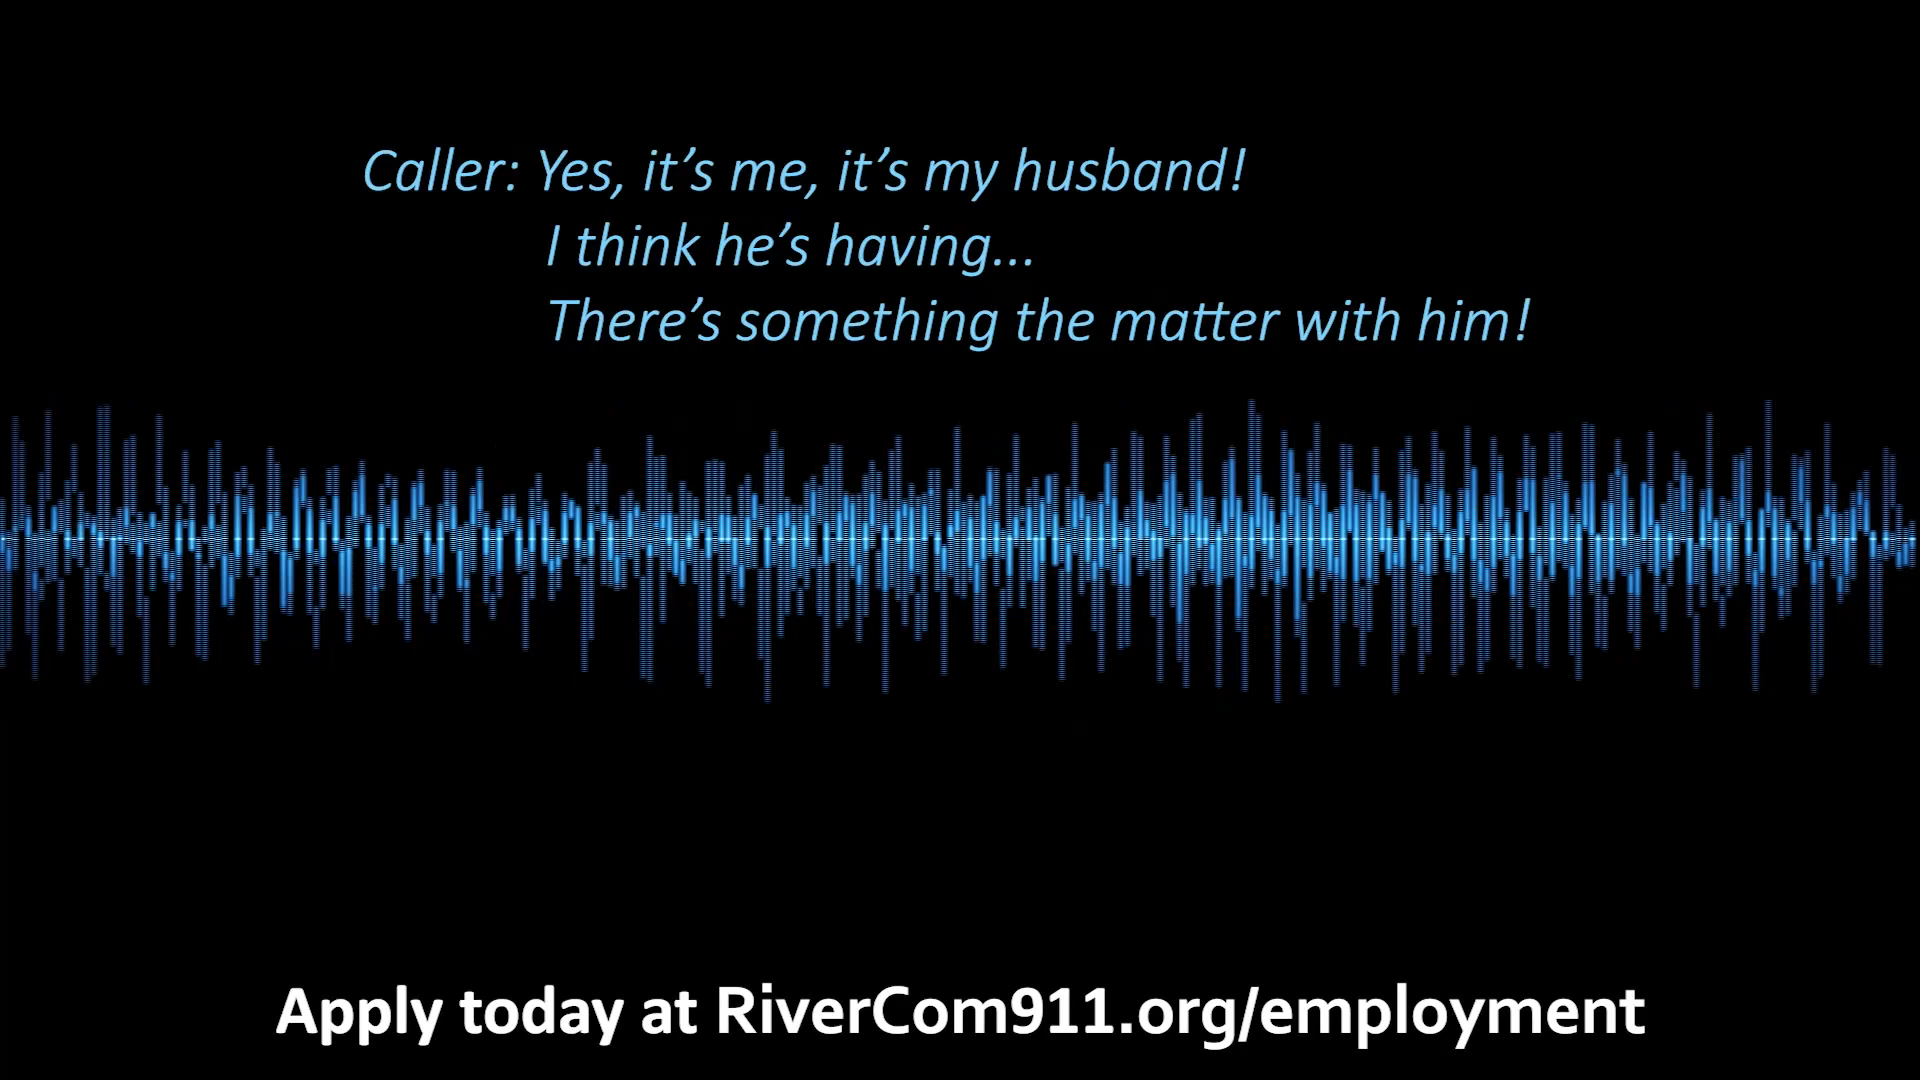 Caller: Yes, it’s me, it’s my husband!
I think he’s having...
There’s something the matter with him!
Apply today at RiverCom911.org/employment